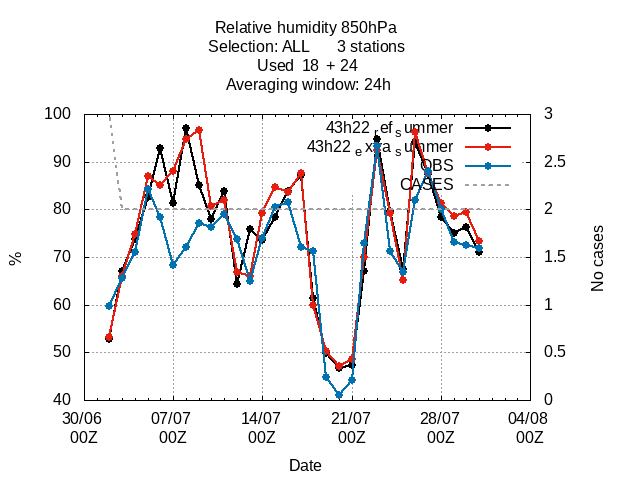 Relative humidity 850hPa
Selection: ALL 3 stations
Used 18 + 24
Averaging window: 24h
43h22refsummer
43h22exrasummer
OBS
CASES
100
90
80
70
60
50
40
3
2.5
2
1.5
1
0.5
0
%
No cases
30/06 07/07 14/07 21/07 28/07 04/08
00Z 00Z 00Z 00Z 00Z 00Z
Date